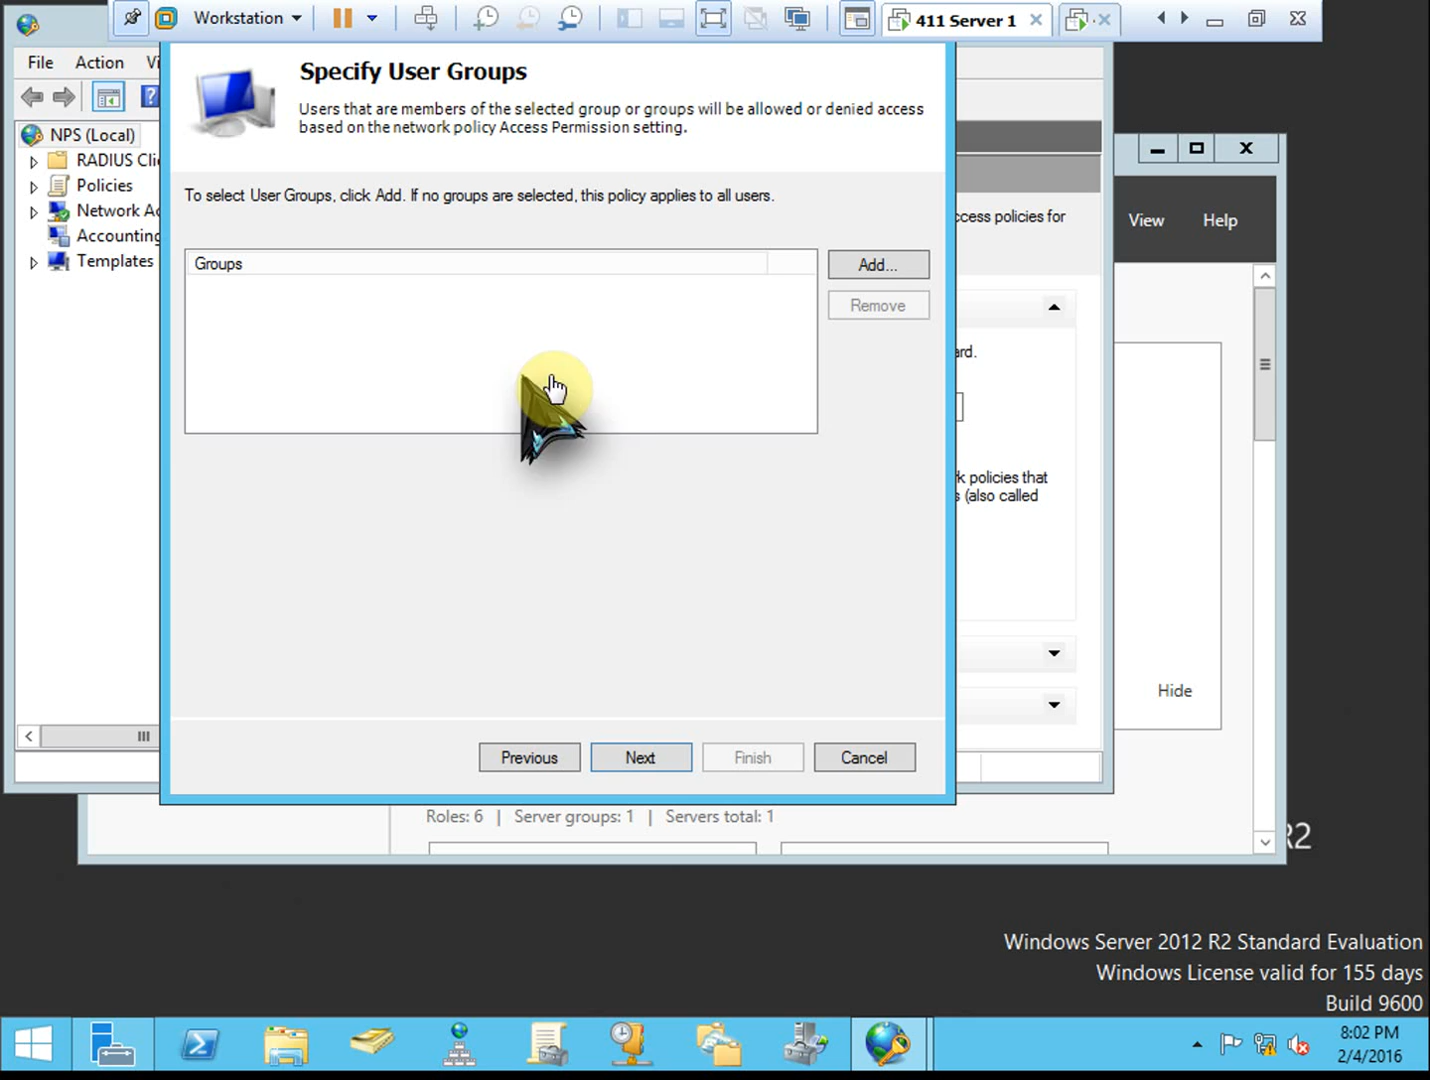 Workstation
411 Server 1
File Action Vi
NPS (Local)
RADIUS Clie
Policies
Network Ac
Accounting
Templates
Specify User Groups
Users that are members of the selected group or groups will be allowed or denied access
based on the network policy Access Permission setting.
To select User Groups, click Add. If no groups are selected, this policy applies to all users.
Groups
Add...
Remove
Previous
Next
Finish
Cancel
ccess policies for
ard.
k policies that
s (also called
View Help
Hide
Roles: 6 | Server groups: 1 | Servers total: 1
R2
Windows Server 2012 R2 Standard Evaluation
Windows License valid for 155 days
Build 9600
8:02 PM
2/4/2016